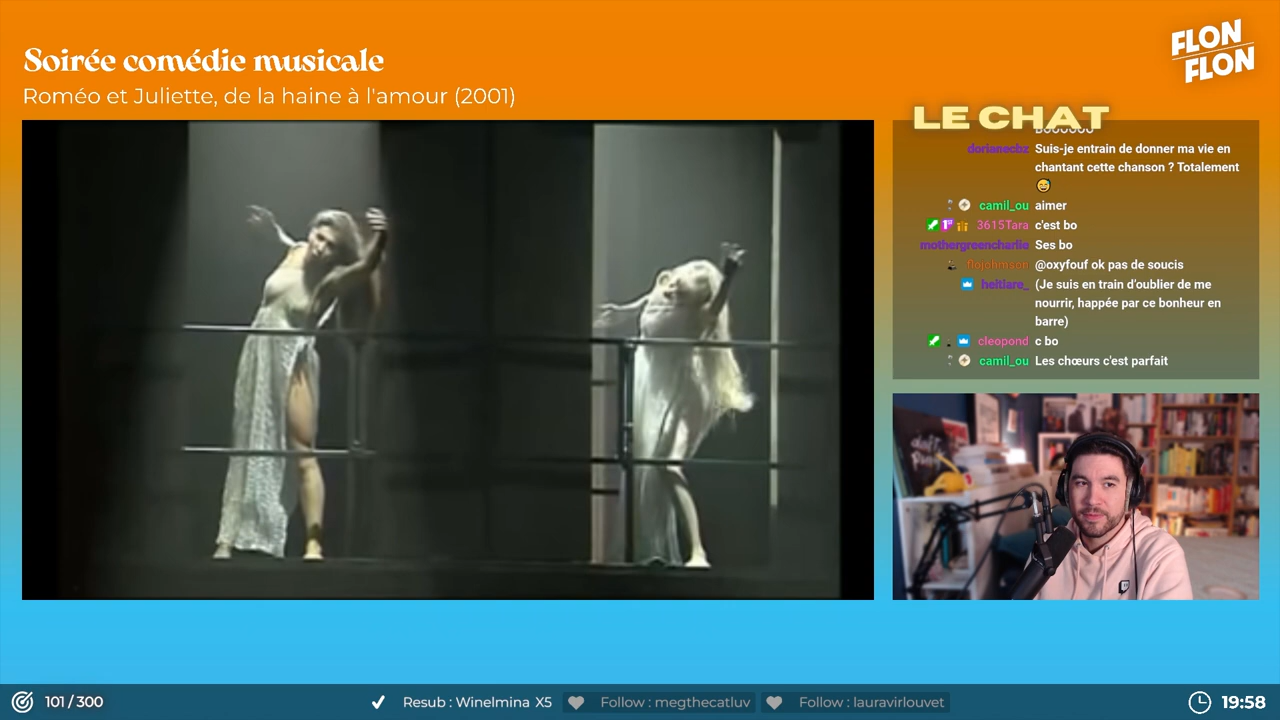 Soirée comédie musicale
Roméo et Juliette, de la haine à l'amour (2001)
FLON
FLON
LE CHAT
dorianecbz Suis-je entrain de donner ma vie en
chantant cette chanson ? Totalement
camil_ou aimer
3615Tara c'est bo
mothergreencharlie Ses bo
flojohmson @oxyfouf ok pas de soucis
heltiare_ (Je suis en train d'oublier de me
nourrir, happée par ce bonheur en
barre)
cleopond c bo
camil_ou Les chœurs c'est parfait
101 / 300
Resub : Winelmina X5
Follow : megthecatluv
Follow : lauravirlouvet
19:58